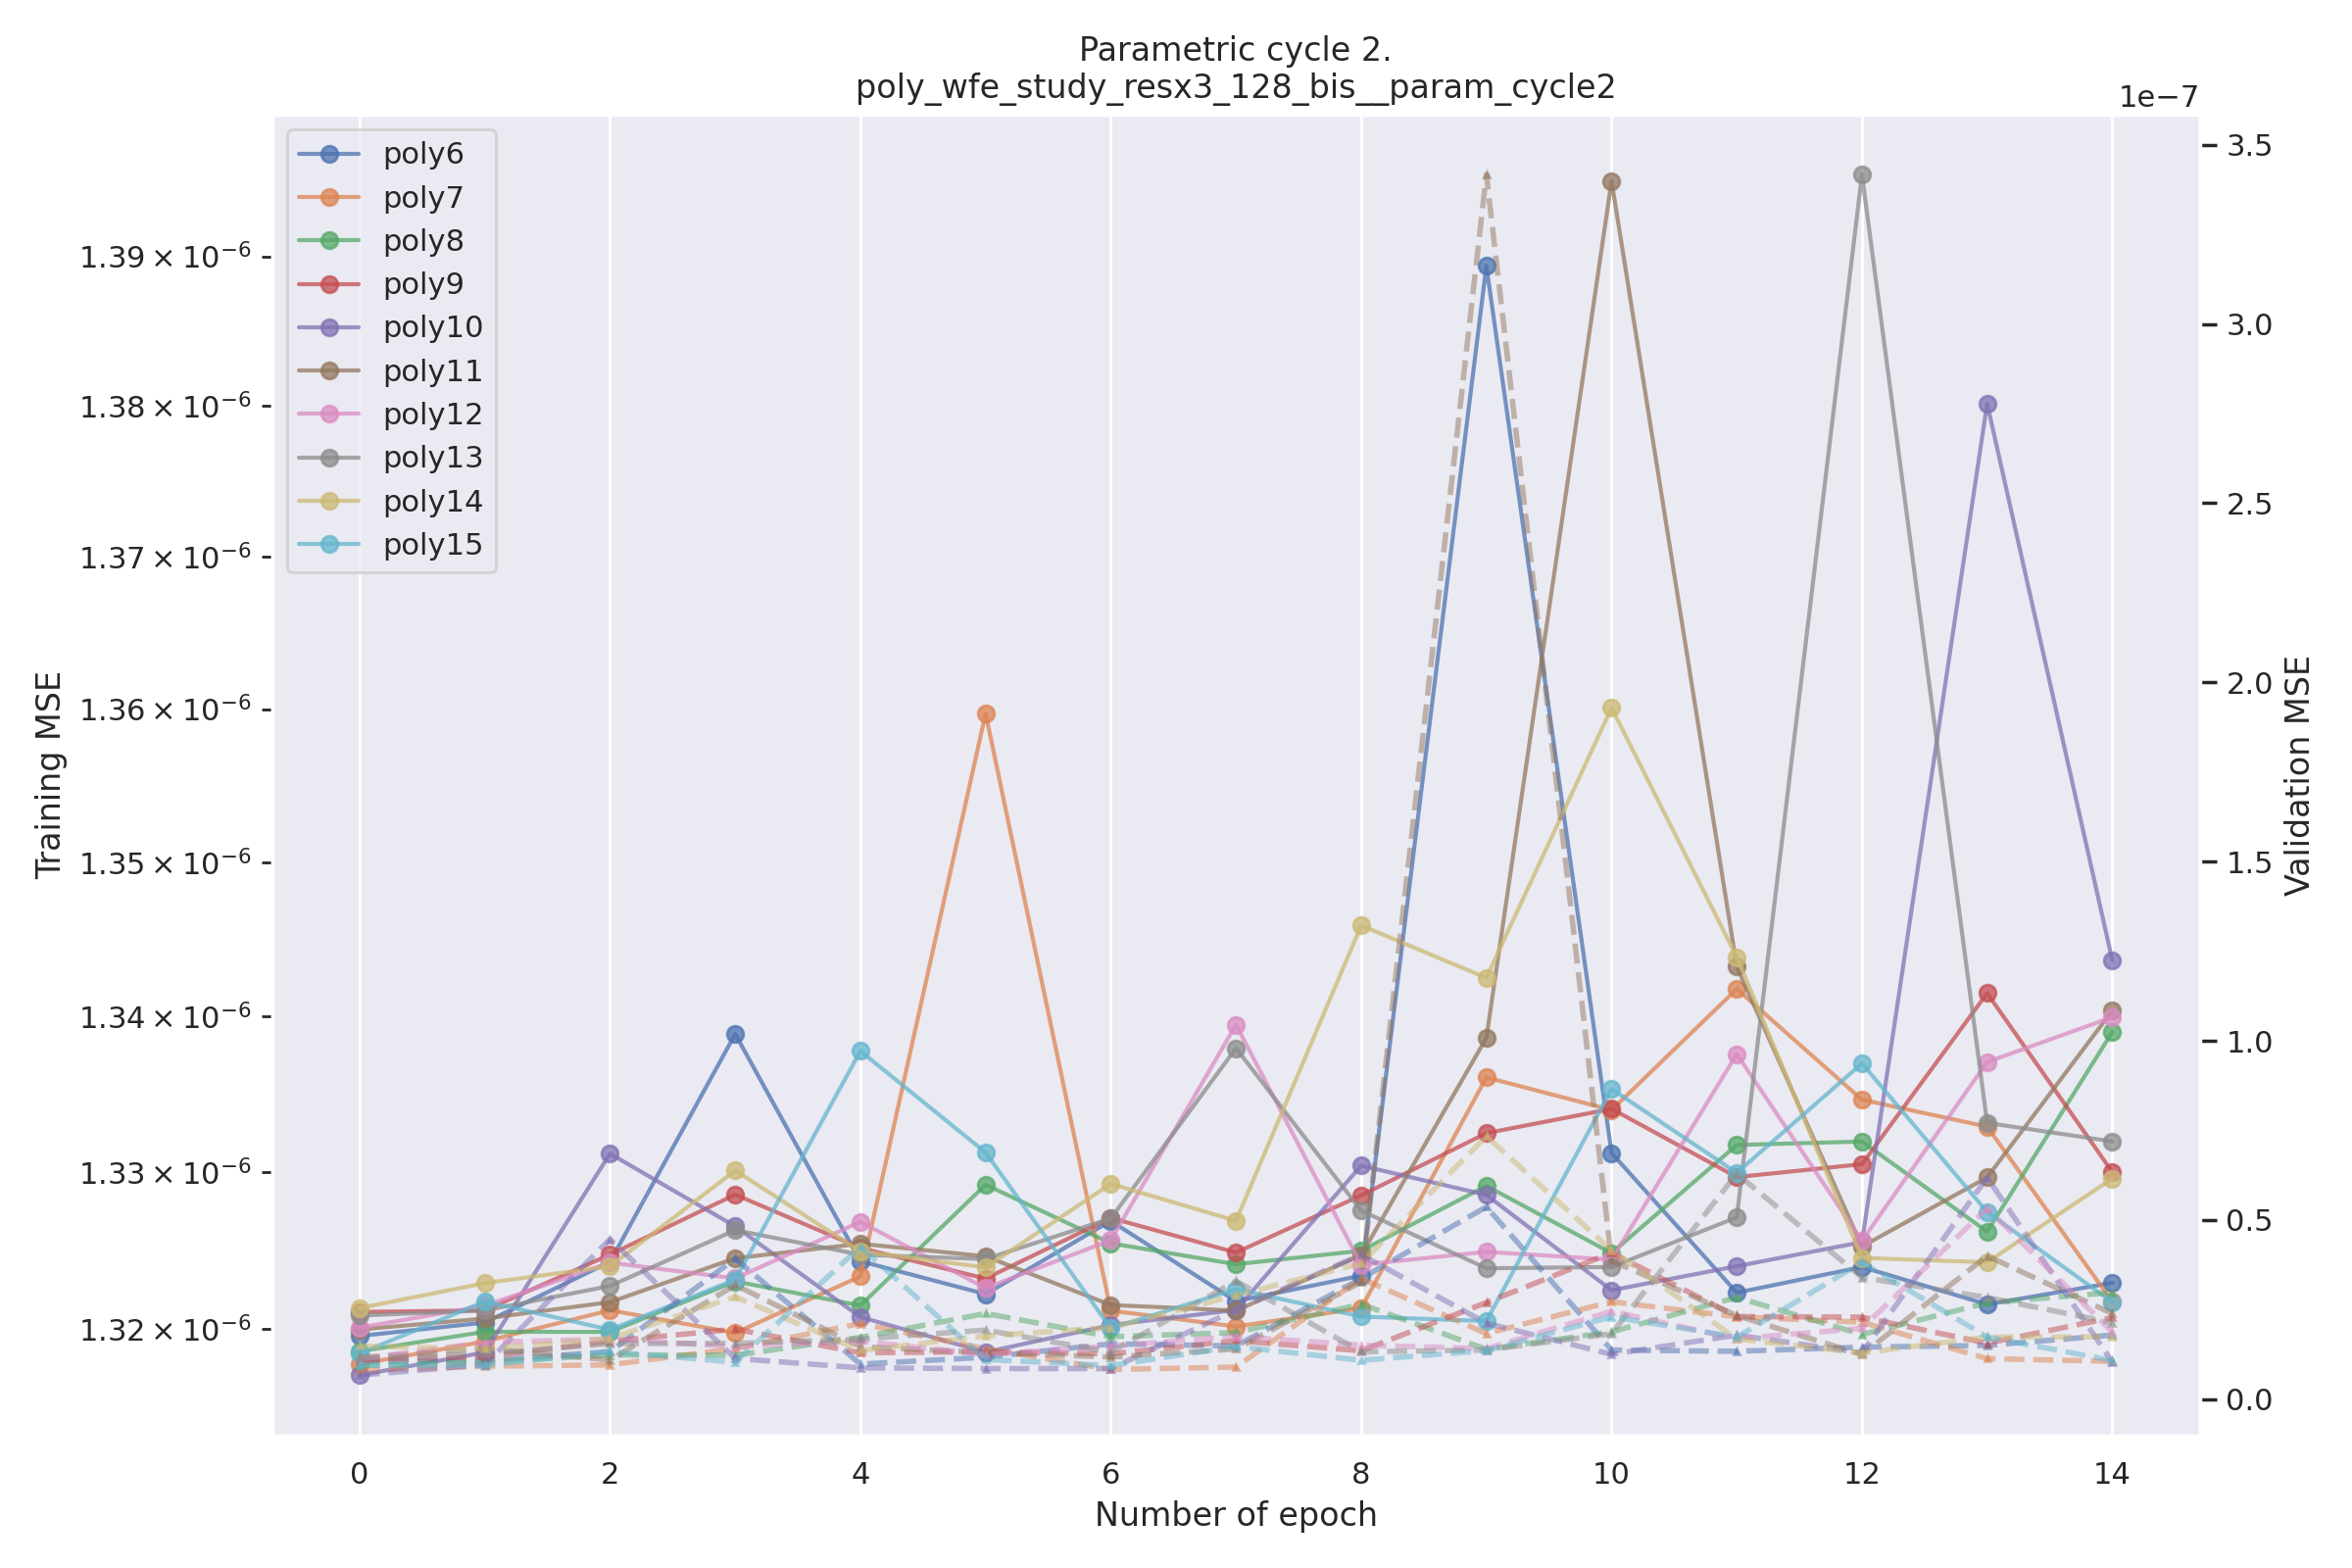 Parametric cycle 2.
poly_wfe_study_resx3_128_bis__param_cycle2
1e−7
poly6
poly7
poly8
poly9
poly10
poly11
poly12
poly13
poly14
poly15
Training MSE
1.39 × 10⁻⁶
1.38 × 10⁻⁶
1.37 × 10⁻⁶
1.36 × 10⁻⁶
1.35 × 10⁻⁶
1.34 × 10⁻⁶
1.33 × 10⁻⁶
1.32 × 10⁻⁶
3.5
3.0
2.5
2.0
1.5
1.0
0.5
0.0
Validation MSE
0 2 4 6 8 10 12 14
Number of epoch